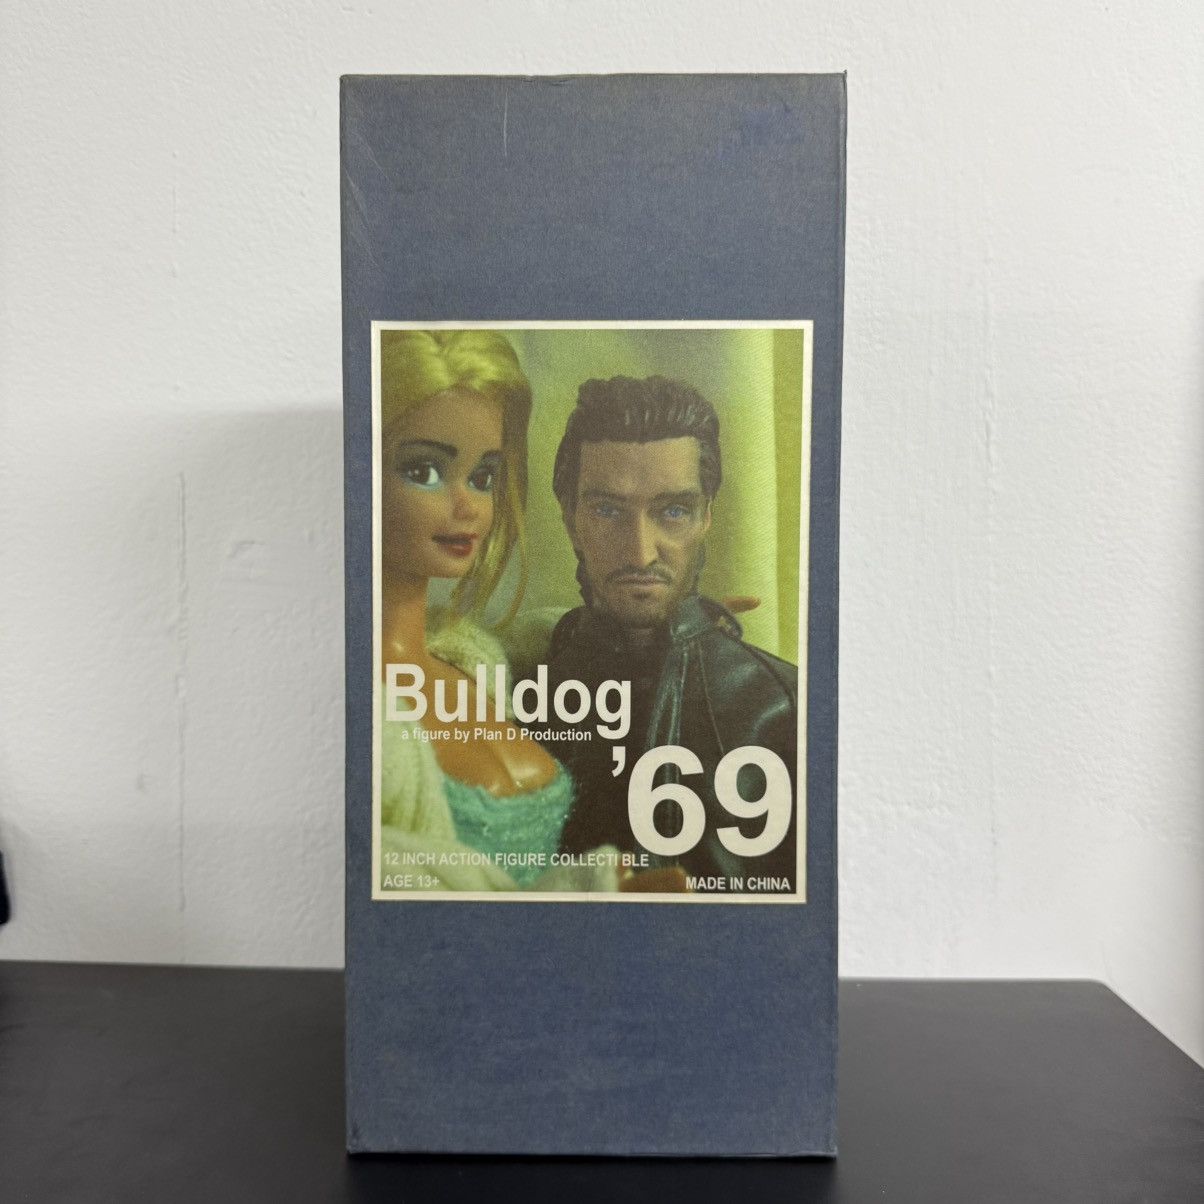 Bulldog
a figure by Plan D Production
'69
12 INCH ACTION FIGURE COLLECTI BLE
AGE 13+
MADE IN CHINA